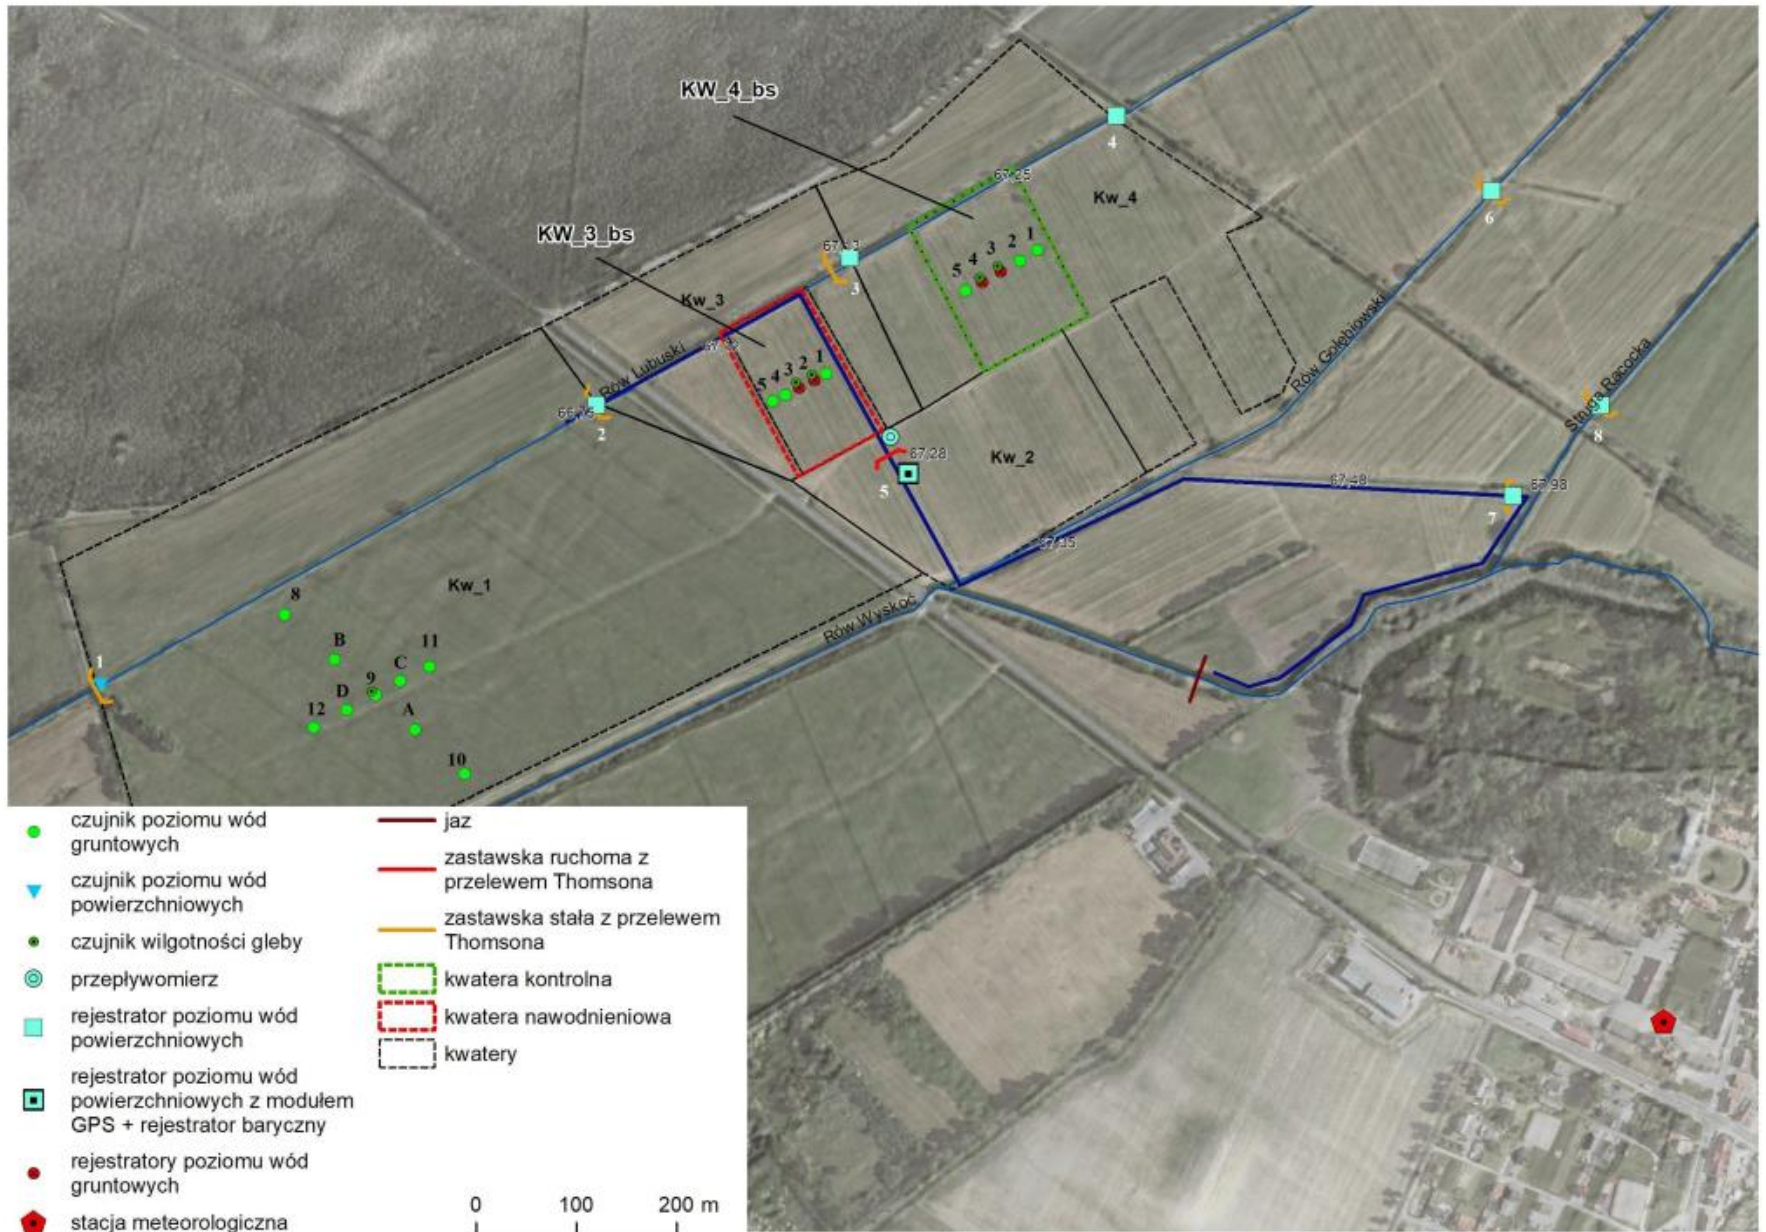 KW_4_bs
4
67,25
Kw_4
6
KW_3_bs
3
1
2
3
4
5
Kw_3
Rów Lubuski
1
2
3
4
5
2
Rów Gołębiowski
Struga Racocka
8
67,28
5
Kw_2
67,48
67,98
7
67,35
Kw_1
Rów Wyskoć
8
B
11
C
9
D
12
A
10
1
czujnik poziomu wód
gruntowych
czujnik poziomu wód
powierzchniowych
czujnik wilgotności gleby
przepływomierz
rejestrator poziomu wód
powierzchniowych
rejestrator poziomu wód
powierzchniowych z modułem
GPS + rejestrator baryczny
rejestratory poziomu wód
gruntowych
stacja meteorologiczna
jaz
zastawska ruchoma z
przelewem Thomsona
zastawska stała z przelewem
Thomsona
kwatera kontrolna
kwatera nawodnieniowa
kwatery
0 100 200 m